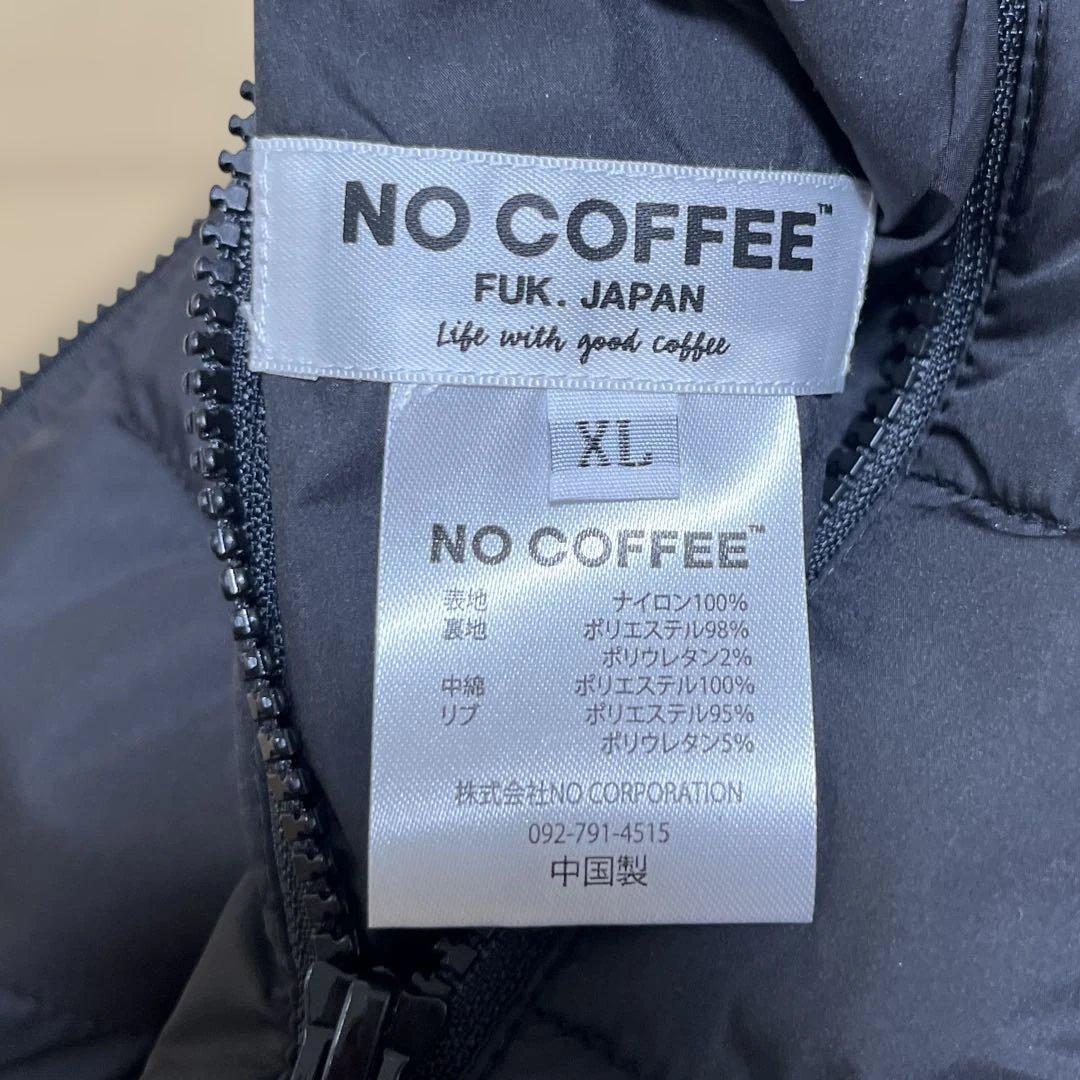 NO COFFEE™
FUK. JAPAN
Life with good coffee
XL
NO COFFEE™
表地 ナイロン100%
裏地 ポリエステル98%
ポリウレタン2%
中綿 ポリエステル100%
リブ ポリエステル95%
ポリウレタン5%
株式会社NO CORPORATION
092-791-4515
中国製